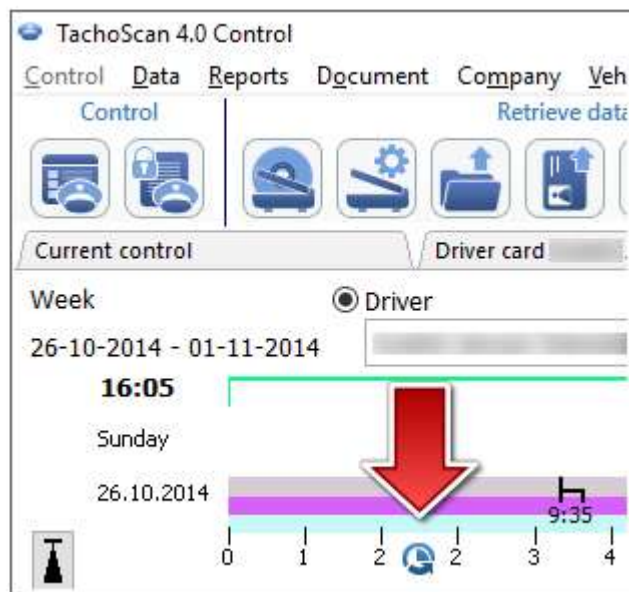 TachoScan 4.0 Control
Control Data Reports Document Company Veh
Control Retrieve data
Current control Driver card
Week Driver
26-10-2014 - 01-11-2014
16:05
Sunday
26.10.2014
9:35
0 1 2 2 3 4